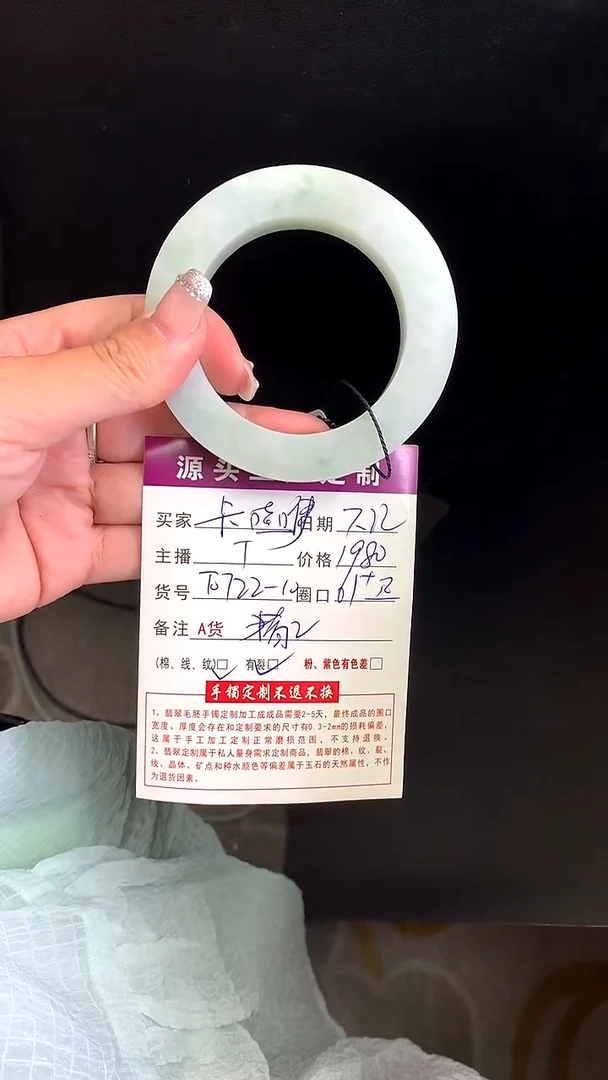 源头 定制
买家 卡 日期 7.22
主播 T 价格 1980
货号 T0722-10 圈口 61+元
备注 A货
(棉、线、纹)□ 有裂□ 粉、紫色有色差□
手镯定制不退不换
1、翡翠毛胚手镯定制加工成成品需要2-5天，最终成品的圈口
宽度、厚度会存在和定制要求的尺寸有0.3-2mm的损耗偏差，
这属于手工加工定制正常磨损范围，不支持退换。
2、翡翠定制属于私人量身需求定制商品，翡翠的棉、纹、裂、
线、晶体、矿点和种水颜色等偏差属于玉石的天然属性，不作
为退货因素。